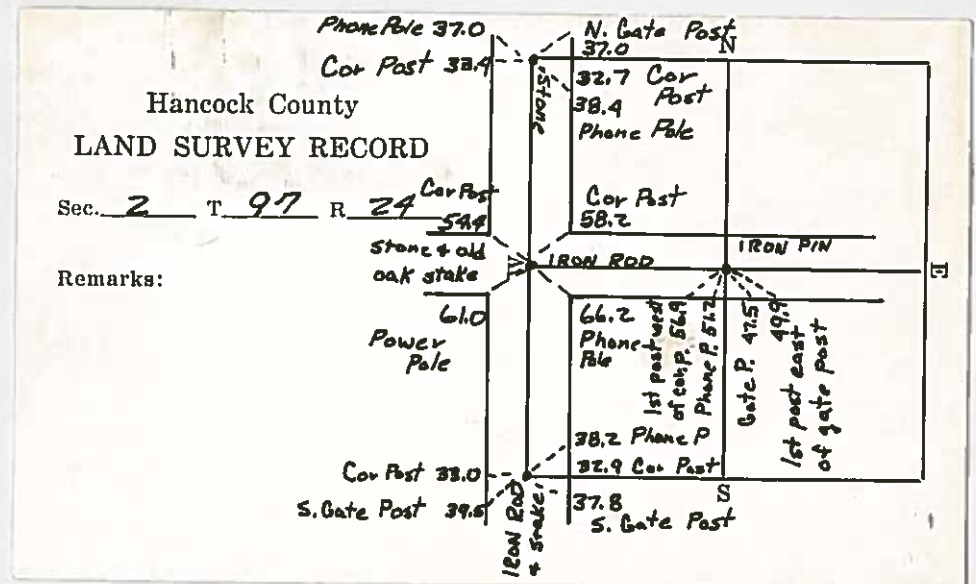 Phone Pole 37.0
N. Gate Post
37.0
N
Cor Post 33.4
32.7 Cor
Post
38.4
Phone Pole
Stone
Hancock County
LAND SURVEY RECORD
Sec. 2 T 97 R 24
Remarks:
Cor Post
54.4
Cor Post
58.2
Stone & old
oak stake
W
IRON ROD
IRON PIN
E
61.0
Power
Pole
66.2
Phone
Pole
1st post west
of cor p. 56.9
Phone P. 51.2
Gate P. 47.5
49.9
1st post east
of gate post
38.2 Phone P
32.9 Cor Post
Cor Post 33.0
S. Gate Post 39.5
IRON ROD
& stake
37.8
S. Gate Post
S